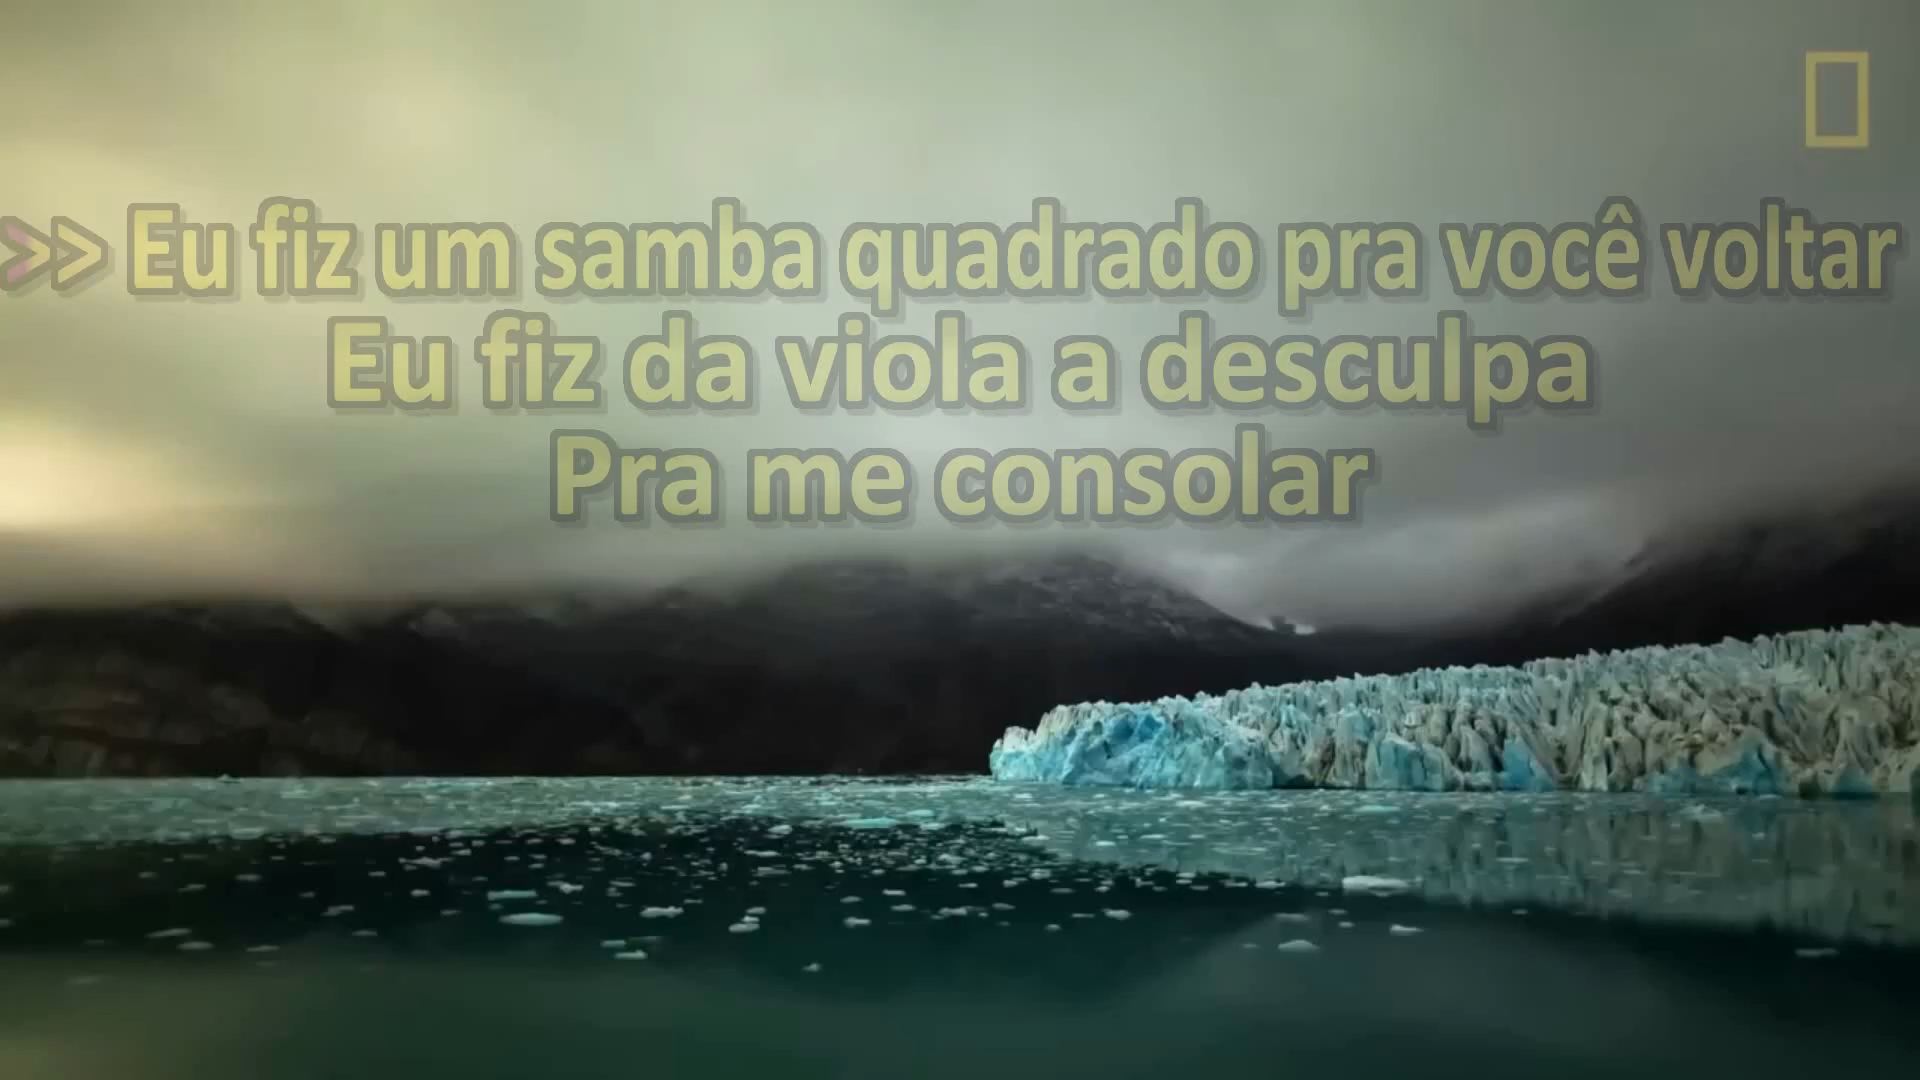 >> Eu fiz um samba quadrado pra você voltar
Eu fiz da viola a desculpa
Pra me consolar